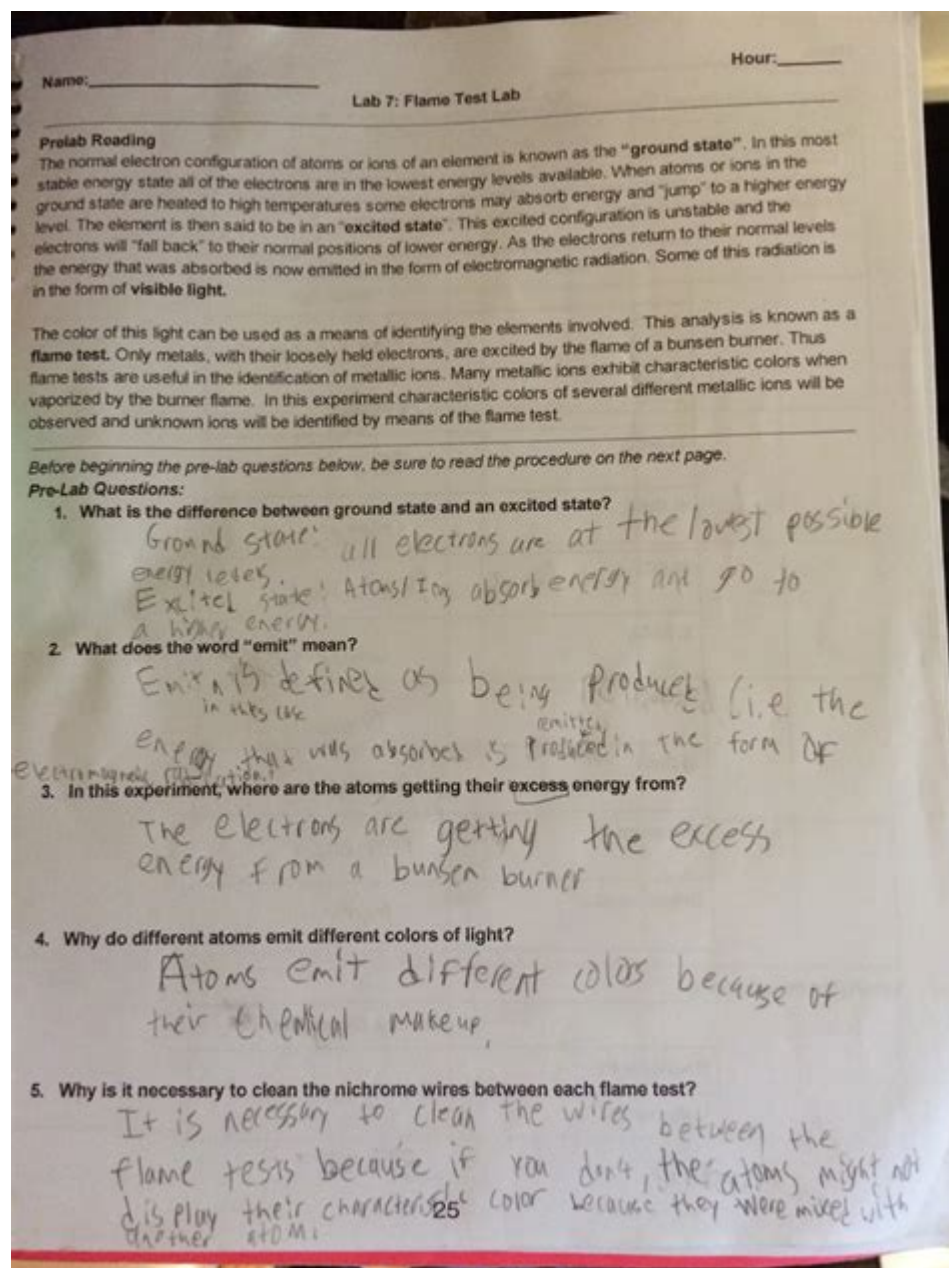 Hour:______
Name:______________________
Lab 7: Flame Test Lab
Prelab Reading
The normal electron configuration of atoms or ions of an element is known as the "ground state". In this most
stable energy state all of the electrons are in the lowest energy levels available. When atoms or ions in the
ground state are heated to high temperatures some electrons may absorb energy and "jump" to a higher energy
level. The element is then said to be in an "excited state". This excited configuration is unstable and the
electrons will "fall back" to their normal positions of lower energy. As the electrons return to their normal levels
the energy that was absorbed is now emitted in the form of electromagnetic radiation. Some of this radiation is
in the form of visible light.
The color of this light can be used as a means of identifying the elements involved. This analysis is known as a
flame test. Only metals, with their loosely held electrons, are excited by the flame of a bunsen burner. Thus
flame tests are useful in the identification of metallic ions. Many metallic ions exhibit characteristic colors when
vaporized by the burner flame. In this experiment characteristic colors of several different metallic ions will be
observed and unknown ions will be identified by means of the flame test.
Before beginning the pre-lab questions below, be sure to read the procedure on the next page.
Pre-Lab Questions:
1. What is the difference between ground state and an excited state?
Ground state: all electrons are at the lowest possible
energy levels.
Excited state: Atoms/Ions absorb energy and go to
a higher energy.
2. What does the word "emit" mean?
Emit is defined as being produced (i.e the
in this case
emitted
energy that was absorbed is produced in the form of
electromagnetic radiation.
3. In this experiment, where are the atoms getting their excess energy from?
The electrons are getting the excess
energy from a bunsen burner
4. Why do different atoms emit different colors of light?
Atoms emit different colors because of
their chemical makeup.
5. Why is it necessary to clean the nichrome wires between each flame test?
It is necessary to clean the wires between the
flame tests because if you don't, the atoms might not
display their characteristic color because they were mixed with
another atom.
25